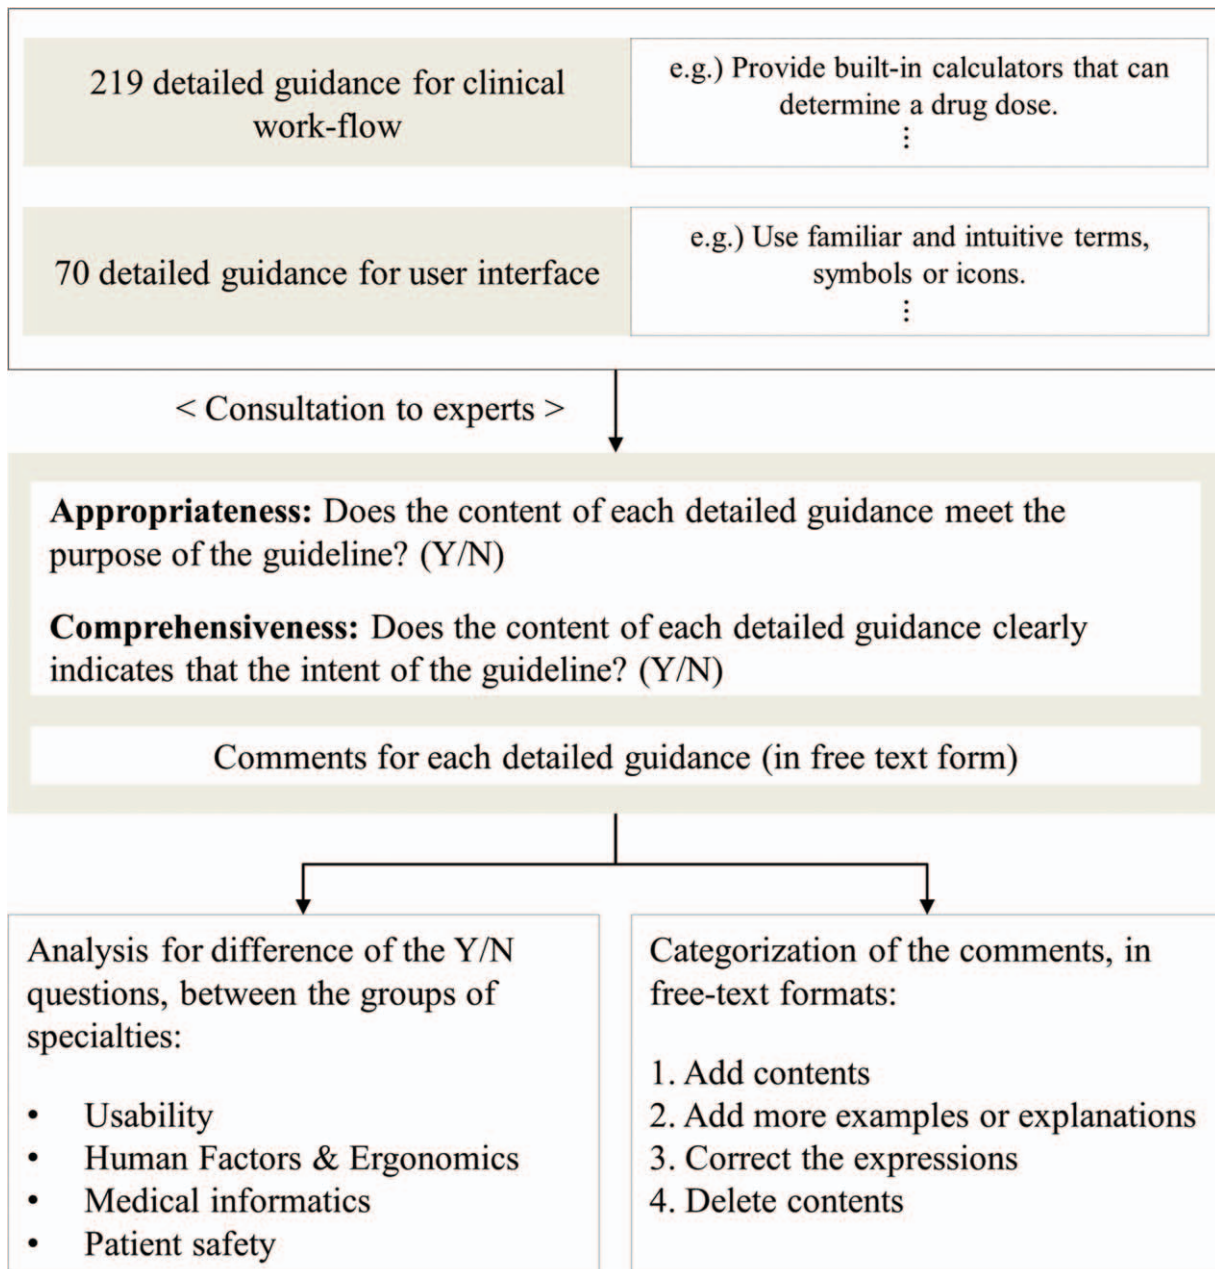 219 detailed guidance for clinical
work-flow
e.g.) Provide built-in calculators that can
determine a drug dose.
⋮
70 detailed guidance for user interface
e.g.) Use familiar and intuitive terms,
symbols or icons.
⋮
< Consultation to experts >
Appropriateness: Does the content of each detailed guidance meet the
purpose of the guideline? (Y/N)
Comprehensiveness: Does the content of each detailed guidance clearly
indicates that the intent of the guideline? (Y/N)
Comments for each detailed guidance (in free text form)
Analysis for difference of the Y/N
questions, between the groups of
specialties:
• Usability
• Human Factors & Ergonomics
• Medical informatics
• Patient safety
Categorization of the comments, in
free-text formats:
1. Add contents
2. Add more examples or explanations
3. Correct the expressions
4. Delete contents